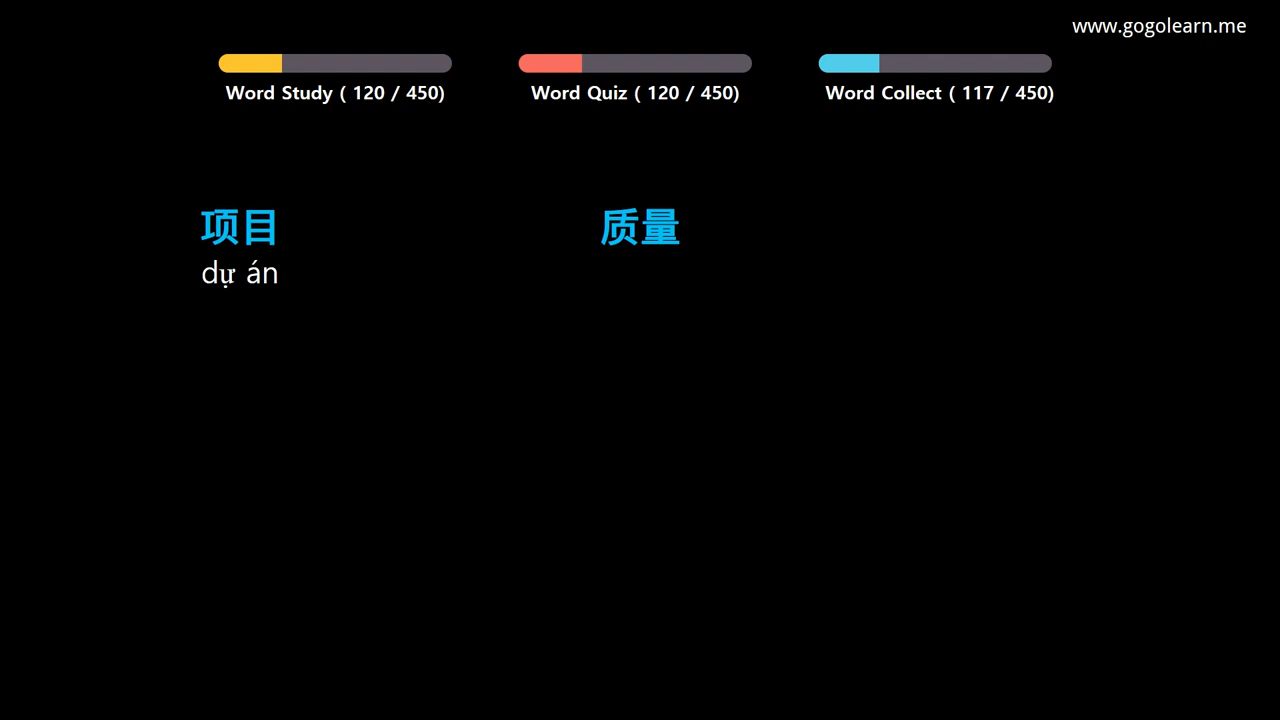 www.gogolearn.me
Word Study ( 120 / 450)
Word Quiz ( 120 / 450)
Word Collect ( 117 / 450)
项目
dự án
质量